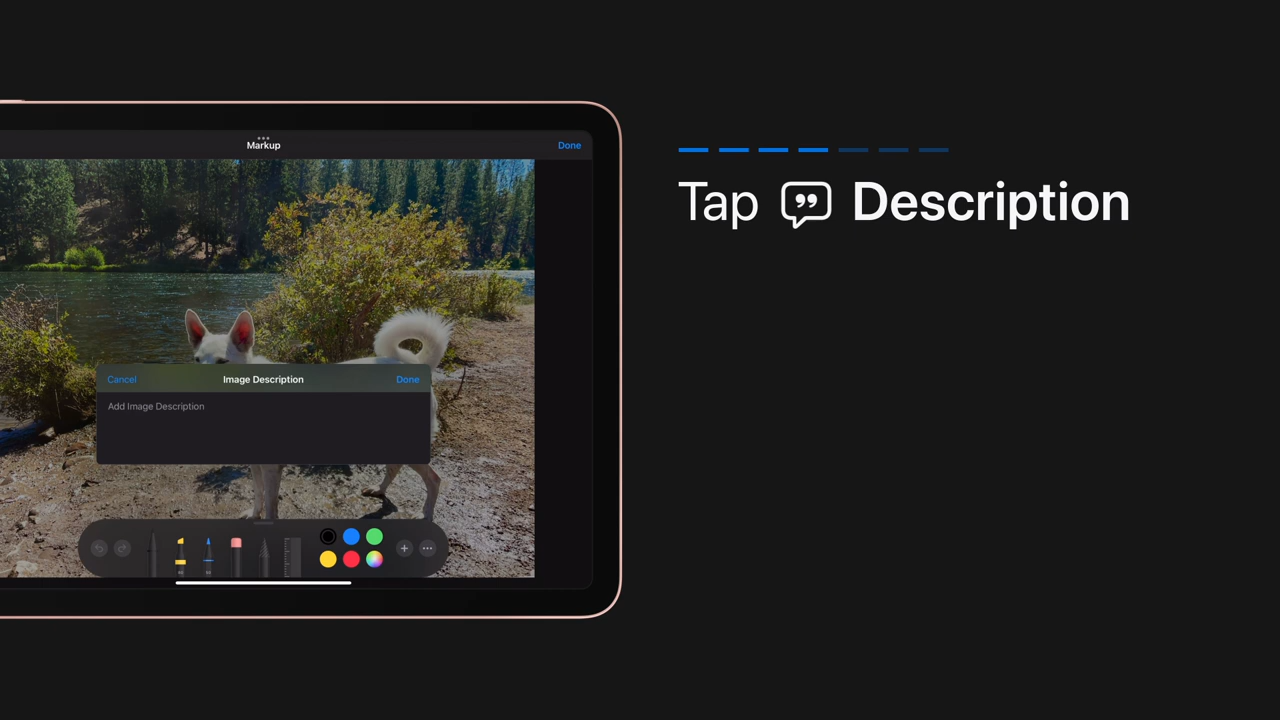 Markup
Done
Tap Description
Cancel
Image Description
Done
Add Image Description